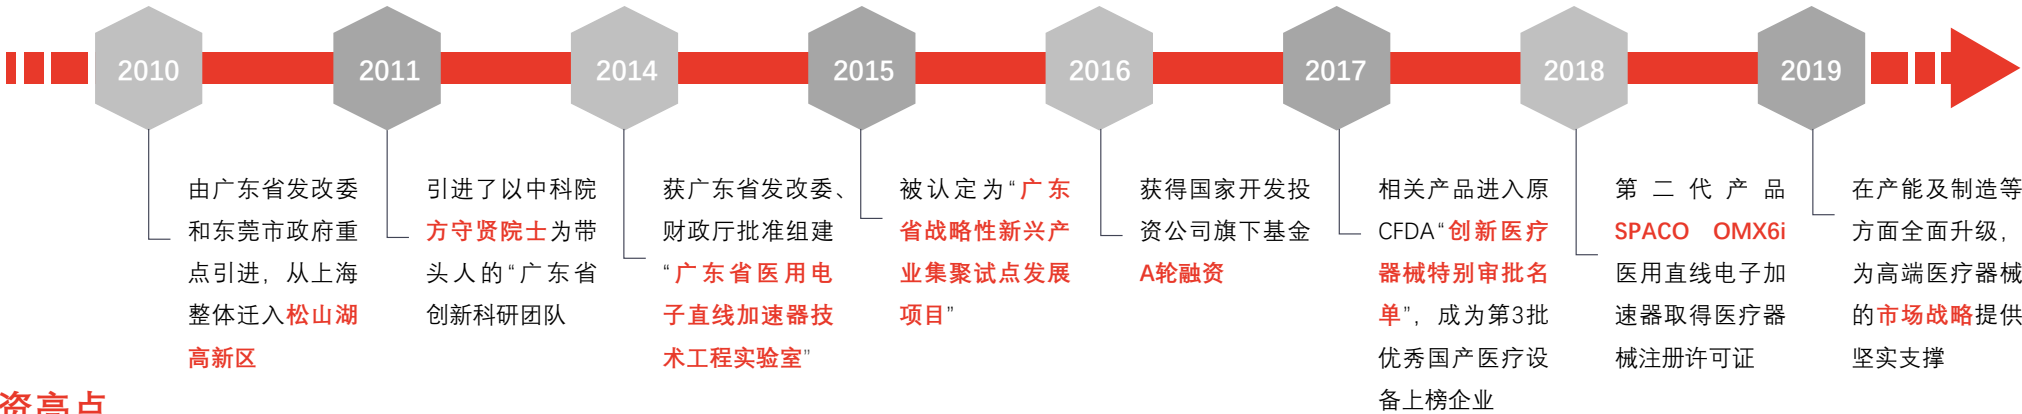 2010
2011
2014
2015
2016
2017
2018
2019
由广东省发改委
和东莞市政府重
点引进，从上海
整体迁入松山湖
高新区
引进了以中科院
方守贤院士为带
头人的“广东省
创新科研团队
获广东省发改委、
财政厅批准组建
“广东省医用电
子直线加速器技
术工程实验室”
被认定为“广东
省战略性新兴产
业集聚试点发展
项目”
获得国家开发投
资公司旗下基金
A轮融资
相关产品进入原
CFDA“创新医疗
器械特别审批名
单”，成为第3批
优秀国产医疗设
备上榜企业
第二代产品
SPACO OMX6i
医用直线电子加
速器取得医疗器
械注册许可证
在产能及制造等
方面全面升级，
为高端医疗器械
的市场战略提供
坚实支撑
资高点